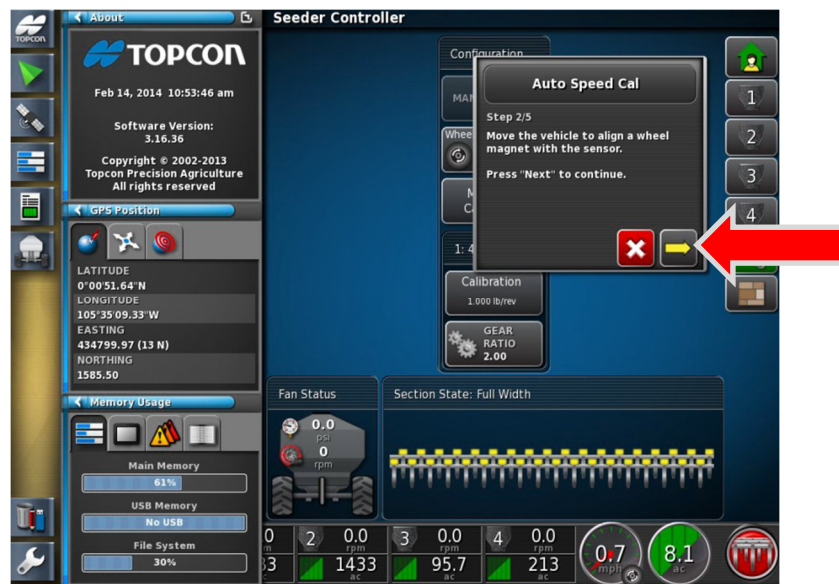 TOPCON
About
TOPCON
Feb 14, 2014 10:53:46 am
Software Version:
3.16.36
Copyright © 2002-2013
Topcon Precision Agriculture
All rights reserved
GPS Position
LATITUDE
0°00'51.64"N
LONGITUDE
105°35'09.33"W
EASTING
434799.97 (13 N)
NORTHING
1585.50
Memory Usage
Main Memory
61%
USB Memory
No USB
File System
30%
Seeder Controller
Configuration
Auto Speed Cal
Step 2/5
Move the vehicle to align a wheel
magnet with the sensor.
Press "Next" to continue.
1: 4
Calibration
1.000 lb/rev
GEAR
RATIO
2.00
1
2
3
4
Fan Status
0.0
psi
0
rpm
Section State: Full Width
2 0.0 rpm
1433 ac
3 0.0 rpm
95.7 ac
4 0.0 rpm
213 ac
0.7
mph
8.1
ac